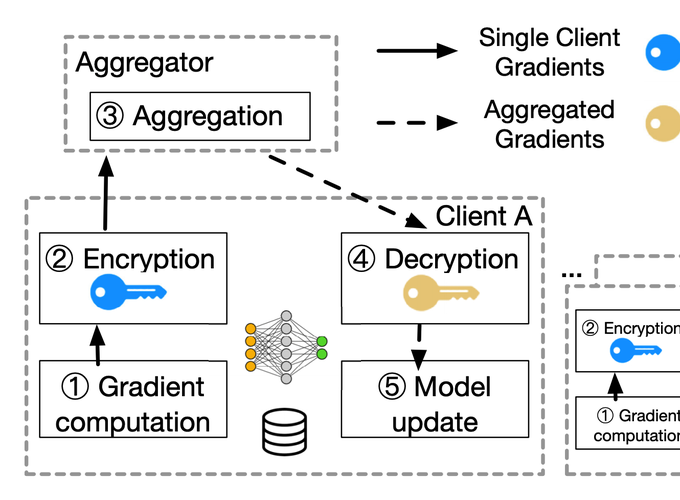 Aggregator
③ Aggregation
Single Client
Gradients
Aggregated
Gradients
Client A
② Encryption
④ Decryption
① Gradient
computation
⑤ Model
update
...
② Encryption
① Gradient
computation